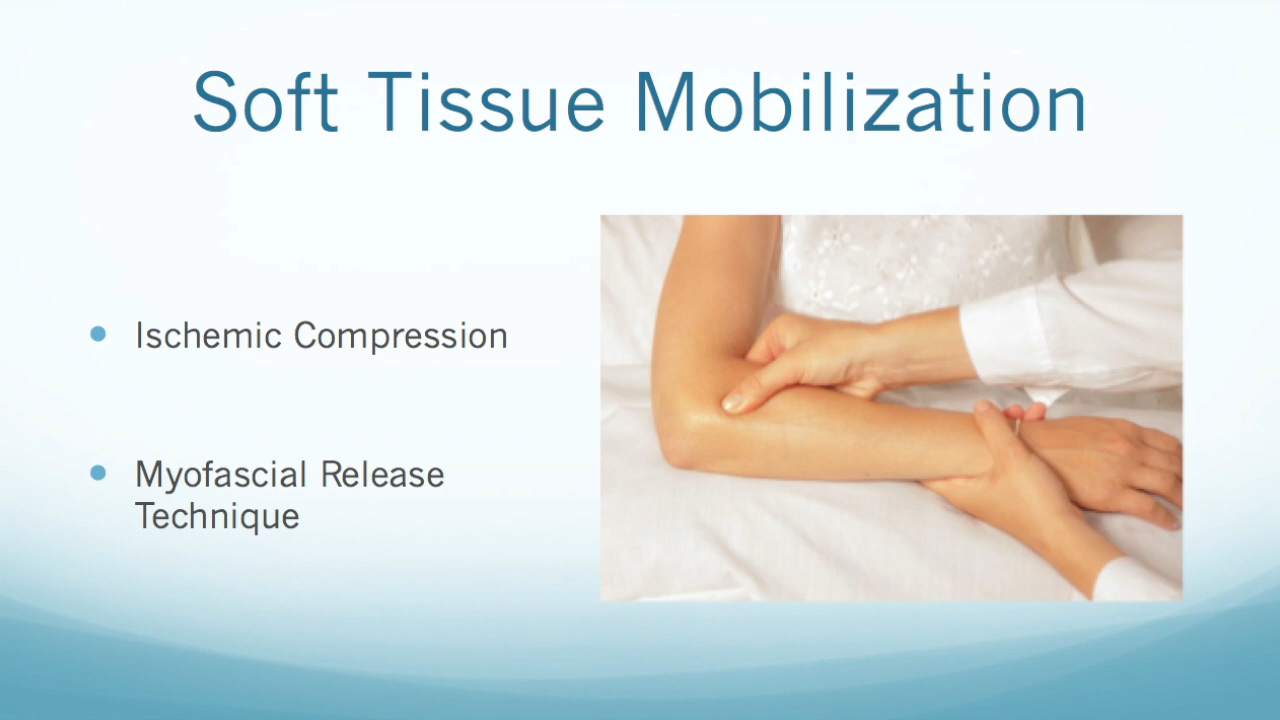 Soft Tissue Mobilization
Ischemic Compression
Myofascial Release
Technique